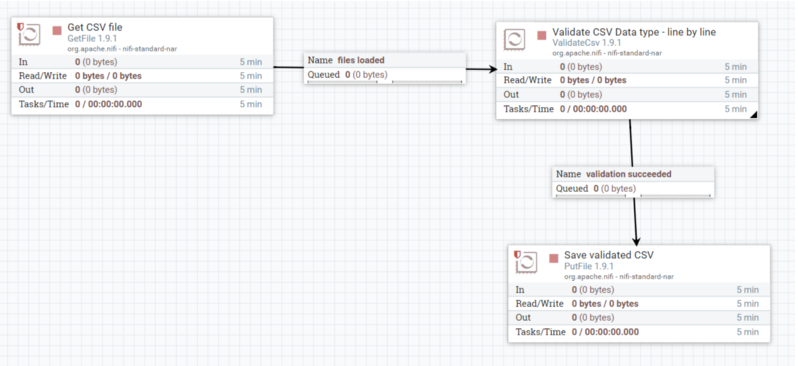 Get CSV file
GetFile 1.9.1
org.apache.nifi - nifi-standard-nar
In 0 (0 bytes) 5 min
Read/Write 0 bytes / 0 bytes 5 min
Out 0 (0 bytes) 5 min
Tasks/Time 0 / 00:00:00.000 5 min
Name files loaded
Queued 0 (0 bytes)
Validate CSV Data type - line by line
ValidateCsv 1.9.1
org.apache.nifi - nifi-standard-nar
In 0 (0 bytes) 5 min
Read/Write 0 bytes / 0 bytes 5 min
Out 0 (0 bytes) 5 min
Tasks/Time 0 / 00:00:00.000 5 min
Name validation succeeded
Queued 0 (0 bytes)
Save validated CSV
PutFile 1.9.1
org.apache.nifi - nifi-standard-nar
In 0 (0 bytes) 5 min
Read/Write 0 bytes / 0 bytes 5 min
Out 0 (0 bytes) 5 min
Tasks/Time 0 / 00:00:00.000 5 min